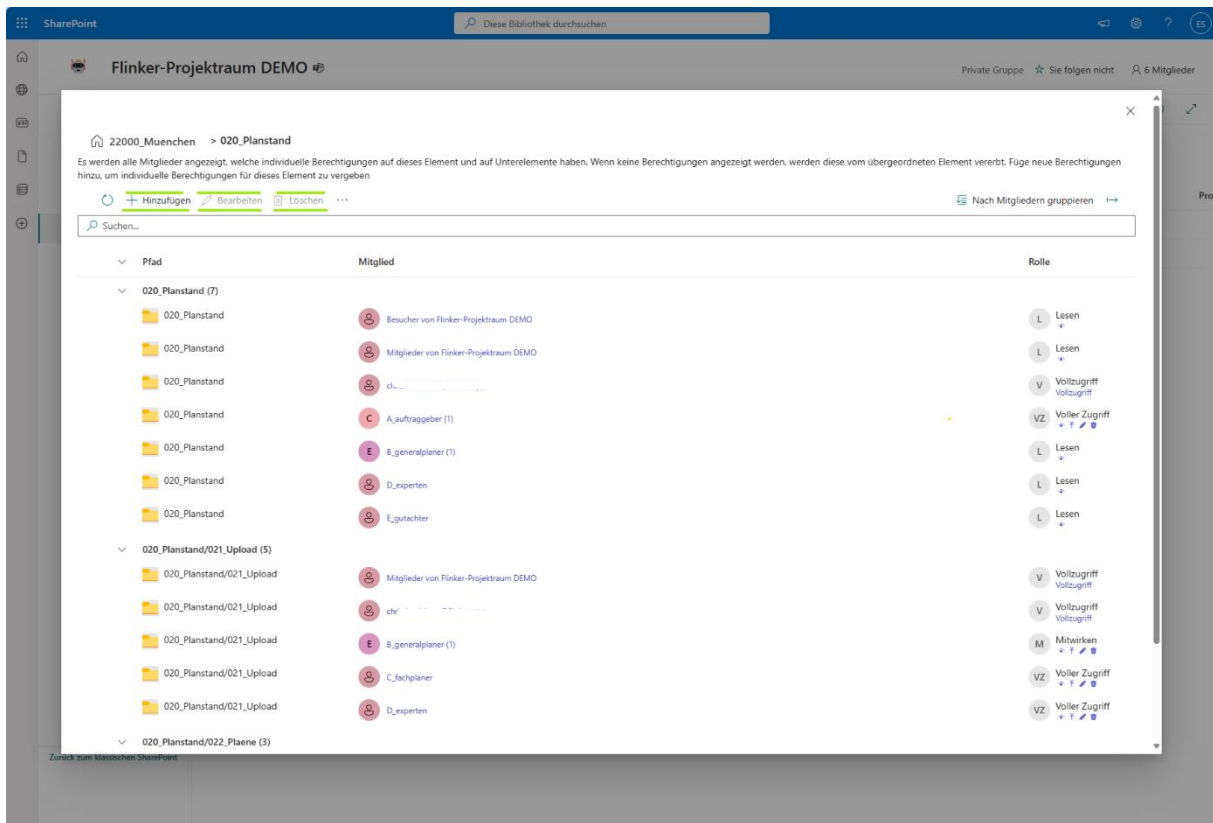 SharePoint
Diese Bibliothek durchsuchen
ES
Flinker-Projektraum DEMO
Private Gruppe Sie folgen nicht 6 Mitglieder
22000_Muenchen > 020_Planstand
Es werden alle Mitglieder angezeigt, welche individuelle Berechtigungen auf dieses Element und auf Unterelemente haben. Wenn keine Berechtigungen angezeigt werden, werden diese vom übergeordneten Element vererbt. Füge neue Berechtigungen
hinzu, um individuelle Berechtigungen für dieses Element zu vergeben
Hinzufügen Bearbeiten Löschen ... Nach Mitgliedern gruppieren
Pro
Suchen...
Pfad Mitglied Rolle
020_Planstand (7)
020_Planstand Besucher von Flinker-Projektraum DEMO L Lesen
020_Planstand Mitglieder von Flinker-Projektraum DEMO L Lesen
020_Planstand V Vollzugriff
Vollzugriff
020_Planstand C A_auftraggeber (1) VZ Voller Zugriff
020_Planstand E B_generalplaner (1) L Lesen
020_Planstand D_experten L Lesen
020_Planstand E_gutachter L Lesen
020_Planstand/021_Upload (5)
020_Planstand/021_Upload Mitglieder von Flinker-Projektraum DEMO V Vollzugriff
Vollzugriff
020_Planstand/021_Upload chr V Vollzugriff
Vollzugriff
020_Planstand/021_Upload E B_generalplaner (1) M Mitwirken
020_Planstand/021_Upload C_fachplaner VZ Voller Zugriff
020_Planstand/021_Upload D_experten VZ Voller Zugriff
020_Planstand/022_Plaene (3)
Zurück zum klassischen SharePoint